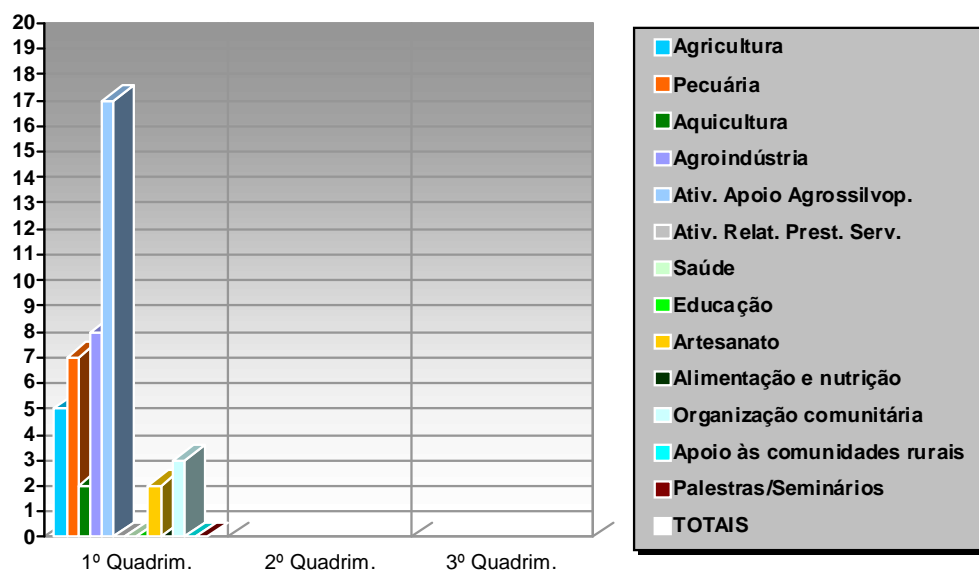 20
19
18
17
16
15
14
13
12
11
10
9
8
7
6
5
4
3
2
1
0
1º Quadrim.
2º Quadrim.
3º Quadrim.
Agricultura
Pecuária
Aquicultura
Agroindústria
Ativ. Apoio Agrossilvop.
Ativ. Relat. Prest. Serv.
Saúde
Educação
Artesanato
Alimentação e nutrição
Organização comunitária
Apoio às comunidades rurais
Palestras/Seminários
TOTAIS